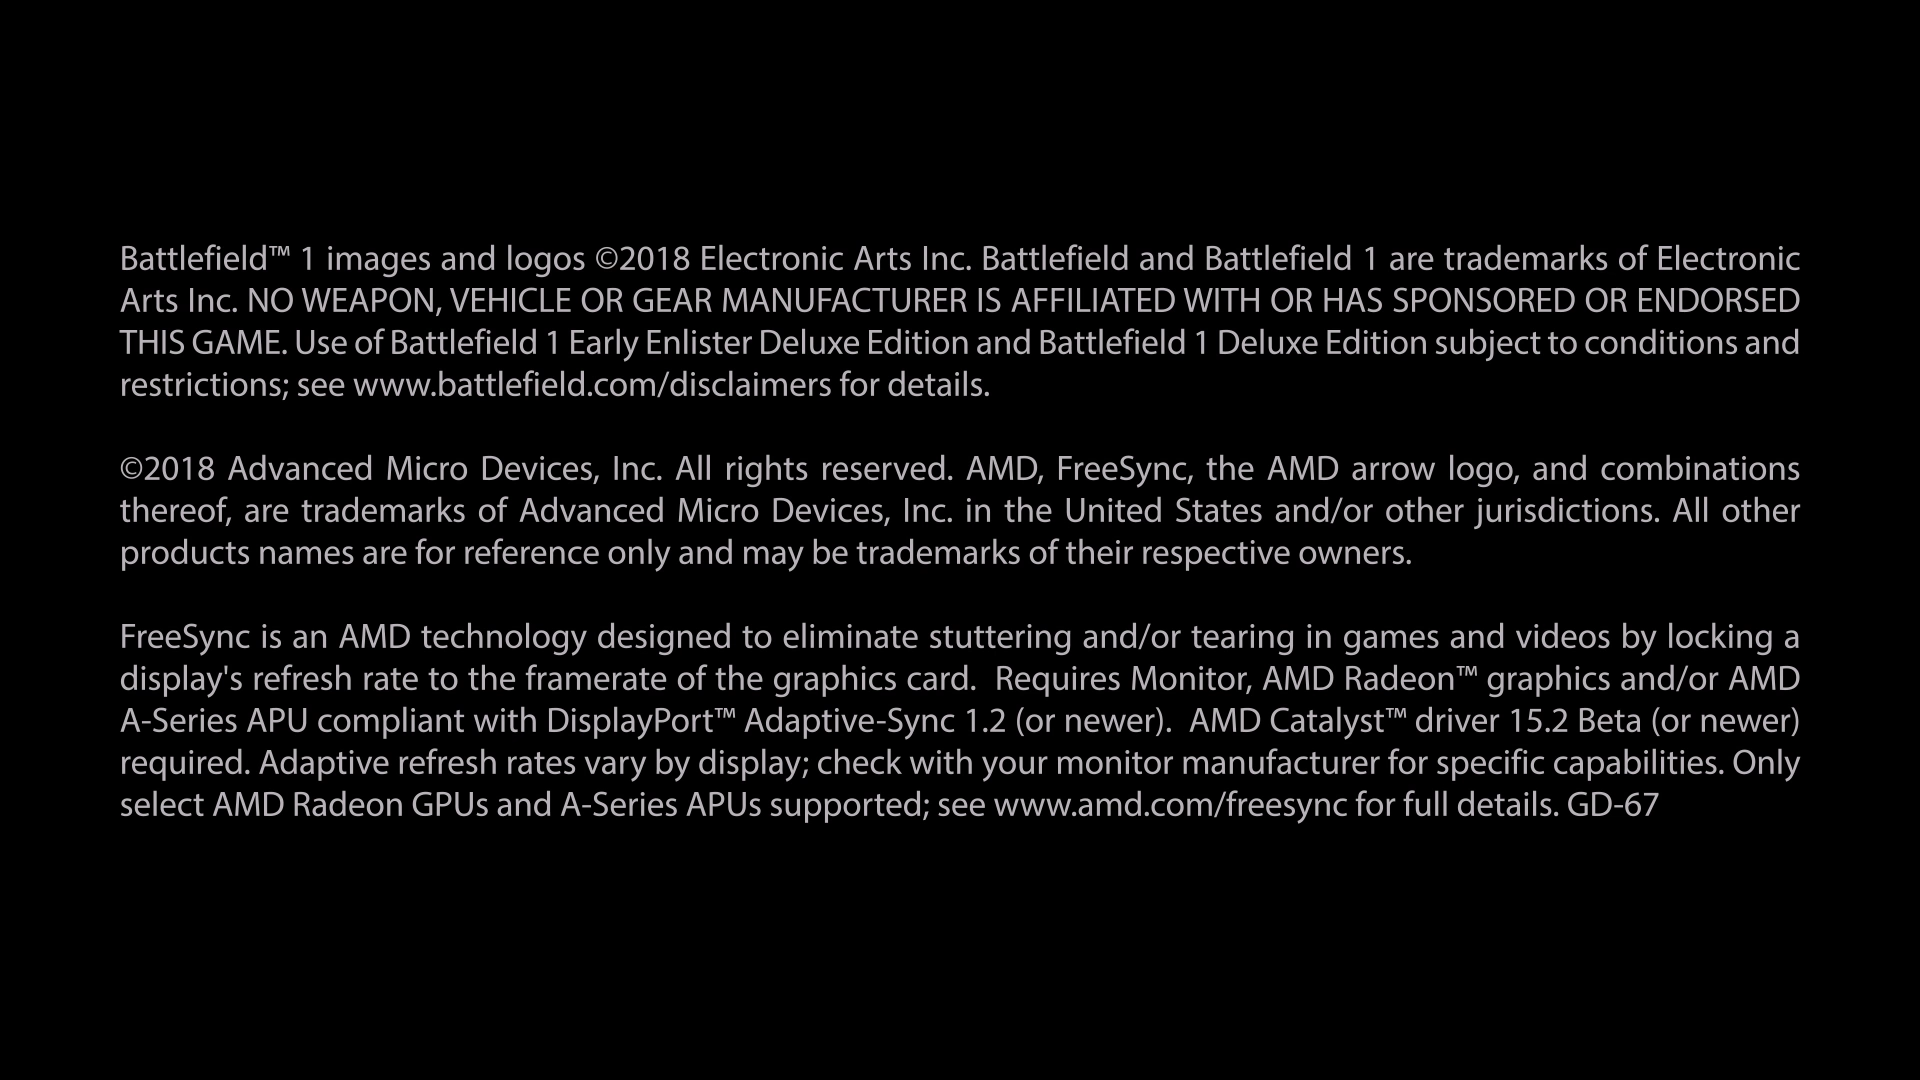 Battlefield™ 1 images and logos ©2018 Electronic Arts Inc. Battlefield and Battlefield 1 are trademarks of Electronic
Arts Inc. NO WEAPON, VEHICLE OR GEAR MANUFACTURER IS AFFILIATED WITH OR HAS SPONSORED OR ENDORSED
THIS GAME. Use of Battlefield 1 Early Enlister Deluxe Edition and Battlefield 1 Deluxe Edition subject to conditions and
restrictions; see www.battlefield.com/disclaimers for details.
©2018 Advanced Micro Devices, Inc. All rights reserved. AMD, FreeSync, the AMD arrow logo, and combinations
thereof, are trademarks of Advanced Micro Devices, Inc. in the United States and/or other jurisdictions. All other
products names are for reference only and may be trademarks of their respective owners.
FreeSync is an AMD technology designed to eliminate stuttering and/or tearing in games and videos by locking a
display's refresh rate to the framerate of the graphics card.  Requires Monitor, AMD Radeon™ graphics and/or AMD
A-Series APU compliant with DisplayPort™ Adaptive-Sync 1.2 (or newer).  AMD Catalyst™ driver 15.2 Beta (or newer)
required. Adaptive refresh rates vary by display; check with your monitor manufacturer for specific capabilities. Only
select AMD Radeon GPUs and A-Series APUs supported; see www.amd.com/freesync for full details. GD-67